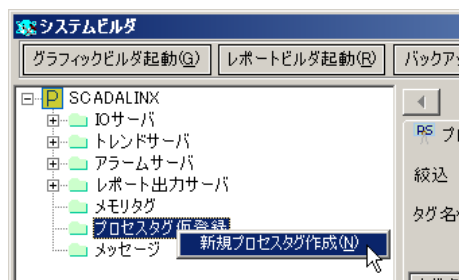 システムビルダ
グラフィックビルダ起動(G) レポートビルダ起動(R) バックア
SCADALINX
IOサーバ
トレンドサーバ
アラームサーバ
レポート出力サーバ
メモリタグ
プロセスタグ仮登録
新規プロセスタグ作成(N)
メッセージ
PS プロ
絞込
タグ名